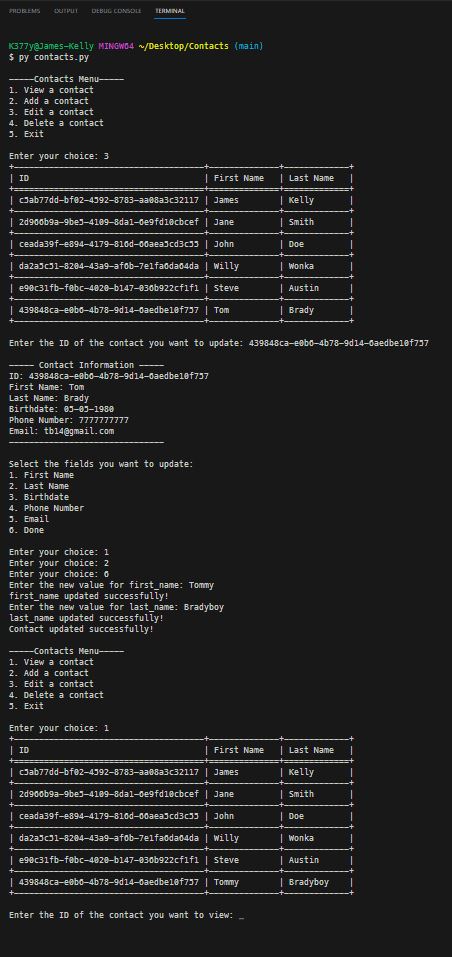 PROBLEMS OUTPUT DEBUG CONSOLE TERMINAL
K377y@James-Kelly MINGW64 ~/Desktop/Contacts (main)
$ py contacts.py
-----Contacts Menu-----
1. View a contact
2. Add a contact
3. Edit a contact
4. Delete a contact
5. Exit
Enter your choice: 3
+--------------------------------------+--------------+-------------+
| ID | First Name | Last Name |
+======================================+==============+=============+
| c5ab77dd-bf02-4592-8783-aa08a3c32117 | James | Kelly |
+--------------------------------------+--------------+-------------+
| 2d966b9a-9be5-4109-8da1-6e9fd10cbcef | Jane | Smith |
+--------------------------------------+--------------+-------------+
| ceada39f-e894-4179-816d-66aea5cd3c55 | John | Doe |
+--------------------------------------+--------------+-------------+
| da2a5c51-8204-43a9-af6b-7e1fa6da64da | Willy | Wonka |
+--------------------------------------+--------------+-------------+
| e90c31fb-f0bc-4020-b147-036b922cf1f1 | Steve | Austin |
+--------------------------------------+--------------+-------------+
| 439848ca-e0b6-4b78-9d14-6aedbe10f757 | Tom | Brady |
+--------------------------------------+--------------+-------------+
Enter the ID of the contact you want to update: 439848ca-e0b6-4b78-9d14-6aedbe10f757
----- Contact Information -----
ID: 439848ca-e0b6-4b78-9d14-6aedbe10f757
First Name: Tom
Last Name: Brady
Birthdate: 05-05-1980
Phone Number: 7777777777
Email: tb14@gmail.com
-------------------------------
Select the fields you want to update:
1. First Name
2. Last Name
3. Birthdate
4. Phone Number
5. Email
6. Done
Enter your choice: 1
Enter your choice: 2
Enter your choice: 6
Enter the new value for first_name: Tommy
first_name updated successfully!
Enter the new value for last_name: Bradyboy
last_name updated successfully!
Contact updated successfully!
-----Contacts Menu-----
1. View a contact
2. Add a contact
3. Edit a contact
4. Delete a contact
5. Exit
Enter your choice: 1
+--------------------------------------+--------------+-------------+
| ID | First Name | Last Name |
+======================================+==============+=============+
| c5ab77dd-bf02-4592-8783-aa08a3c32117 | James | Kelly |
+--------------------------------------+--------------+-------------+
| 2d966b9a-9be5-4109-8da1-6e9fd10cbcef | Jane | Smith |
+--------------------------------------+--------------+-------------+
| ceada39f-e894-4179-816d-66aea5cd3c55 | John | Doe |
+--------------------------------------+--------------+-------------+
| da2a5c51-8204-43a9-af6b-7e1fa6da64da | Willy | Wonka |
+--------------------------------------+--------------+-------------+
| e90c31fb-f0bc-4020-b147-036b922cf1f1 | Steve | Austin |
+--------------------------------------+--------------+-------------+
| 439848ca-e0b6-4b78-9d14-6aedbe10f757 | Tommy | Bradyboy |
+--------------------------------------+--------------+-------------+
Enter the ID of the contact you want to view: _